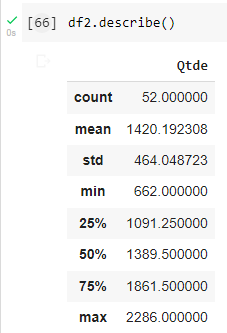 [66] df2.describe()
0s
Qtde
count 52.000000
mean 1420.192308
std 464.048723
min 662.000000
25% 1091.250000
50% 1389.500000
75% 1861.500000
max 2286.000000